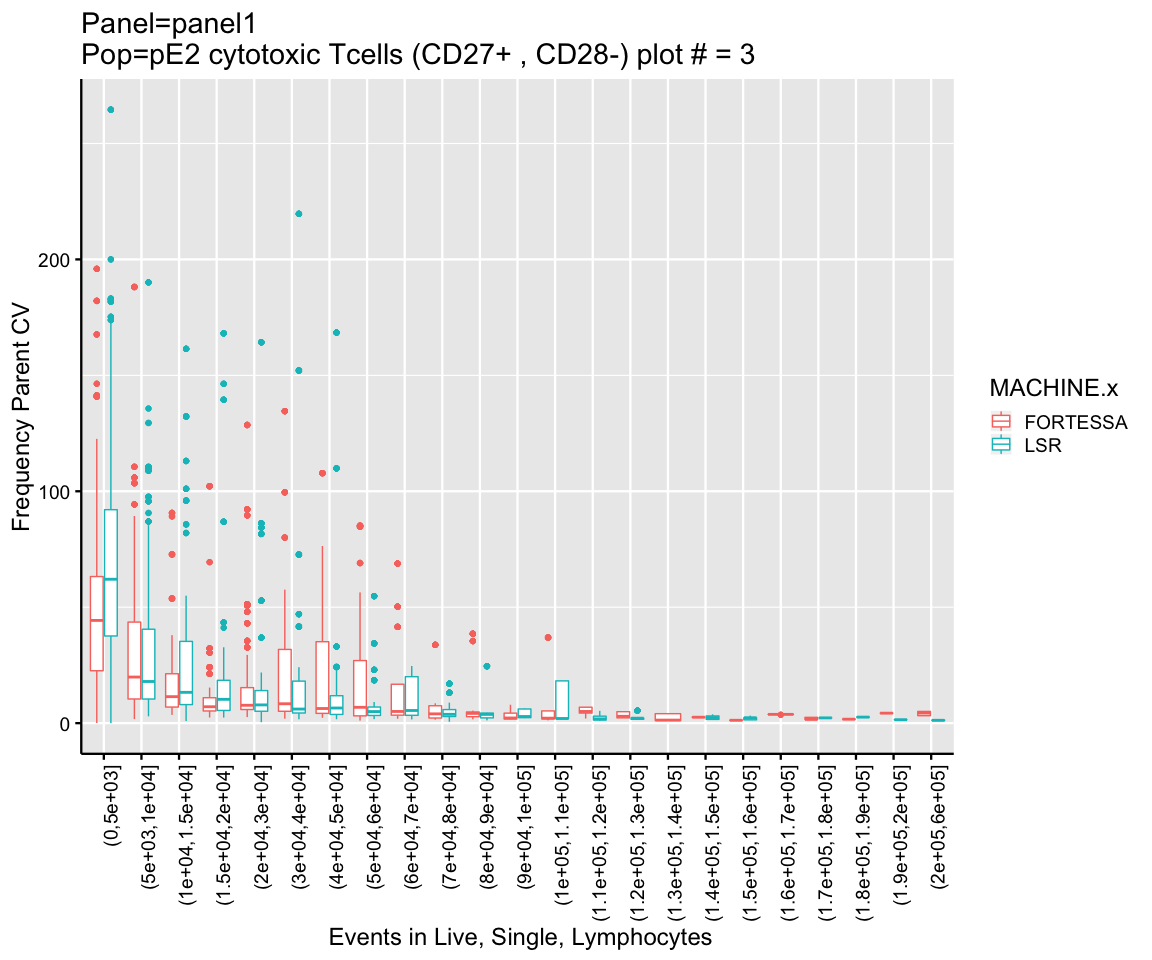 Panel=panel1
Pop=pE2 cytotoxic Tcells (CD27+ , CD28-) plot # = 3
Frequency Parent CV
200
100
0
(0,5e+03]
(5e+03,1e+04]
(1e+04,1.5e+04]
(1.5e+04,2e+04]
(2e+04,3e+04]
(3e+04,4e+04]
(4e+04,5e+04]
(5e+04,6e+04]
(6e+04,7e+04]
(7e+04,8e+04]
(8e+04,9e+04]
(9e+04,1e+05]
(1e+05,1.1e+05]
(1.1e+05,1.2e+05]
(1.2e+05,1.3e+05]
(1.3e+05,1.4e+05]
(1.4e+05,1.5e+05]
(1.5e+05,1.6e+05]
(1.6e+05,1.7e+05]
(1.7e+05,1.8e+05]
(1.8e+05,1.9e+05]
(1.9e+05,2e+05]
(2e+05,6e+05]
Events in Live, Single, Lymphocytes
MACHINE.x
FORTESSA
LSR